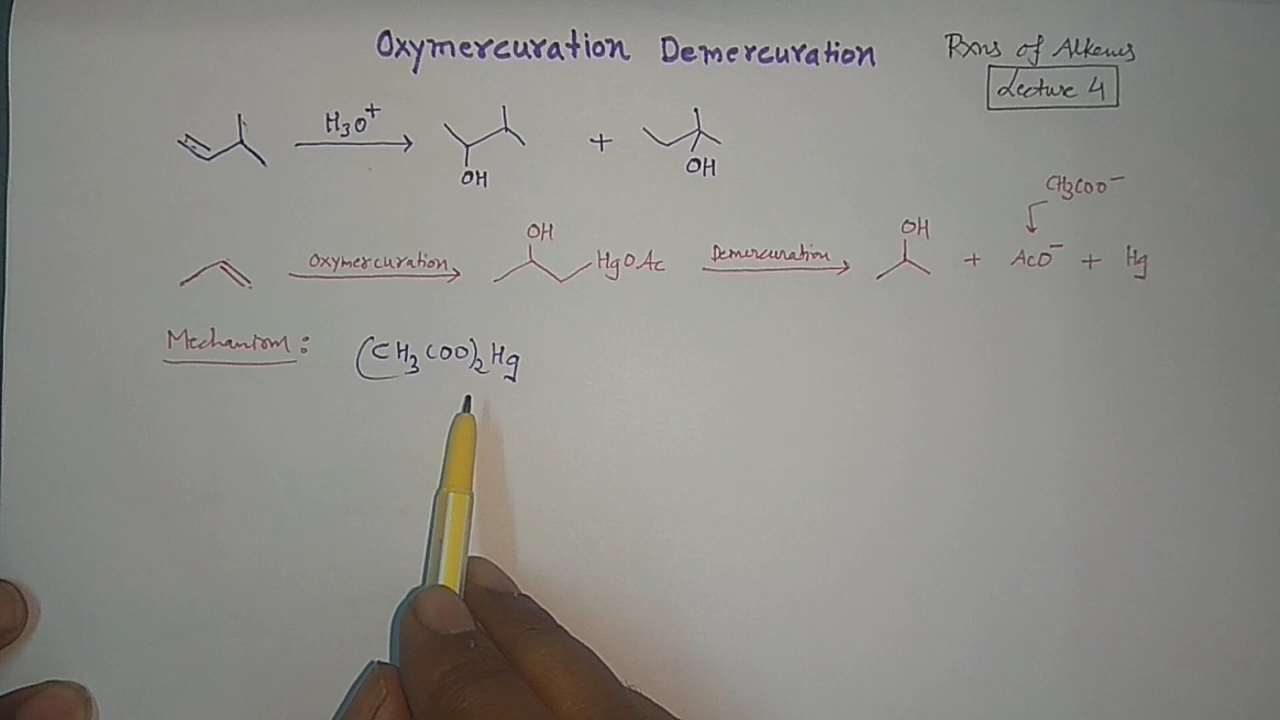 Oxymercuration Demercuration
Rxns of Alkenes
Lecture 4
H3O+
OH
+
OH
CH3COO−
Oxymercuration
OH
HgOAc
Demercuration
OH
+ AcO− + Hg
Mechanism: (CH3COO)2Hg